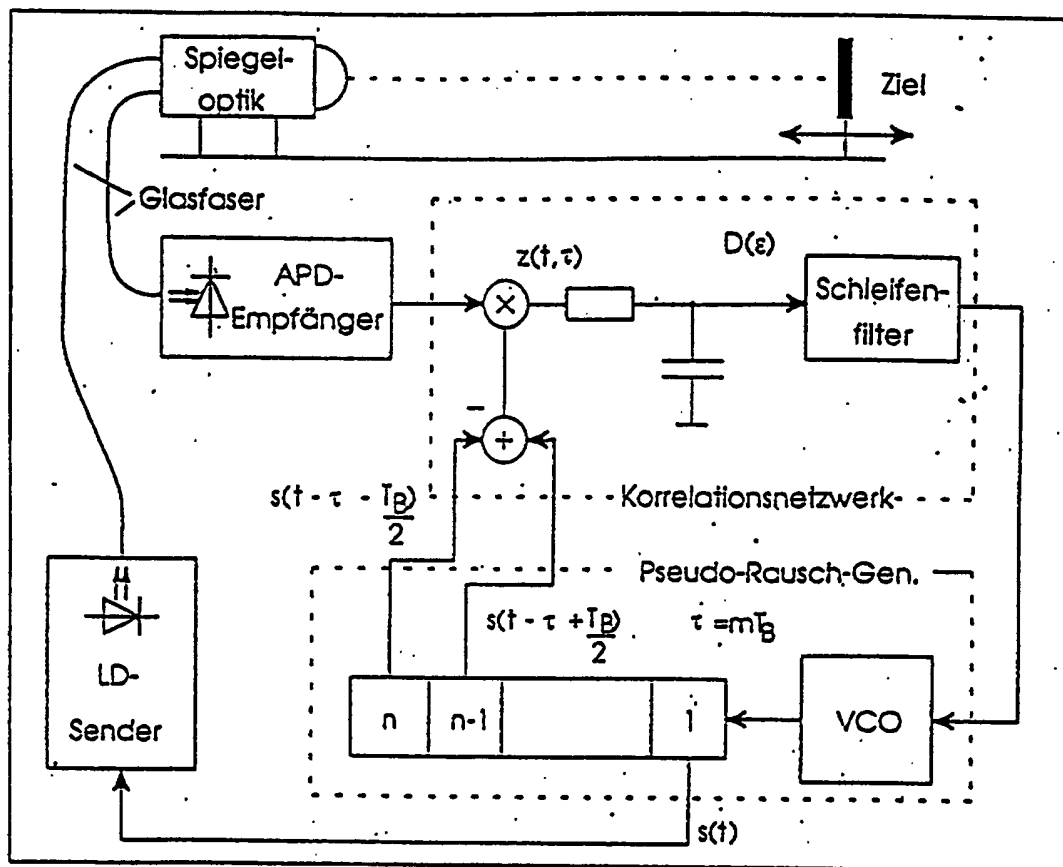 Spiegel-
optik
Ziel
Glasfaser
APD-
Empfänger
z(t,τ)
D(ε)
Schleifen-
filter
×
−
+
s(t - τ - T_B/2)
Korrelationsnetzwerk
Pseudo-Rausch-Gen.
s(t - τ + T_B/2)
τ = mT_B
LD-
Sender
n
n-1
1
VCO
s(t)